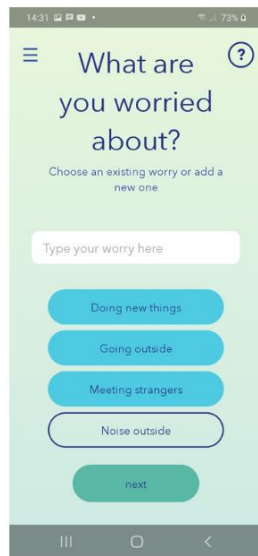 14:31 73%
?
What are
you worried
about?
Choose an existing worry or add a
new one
Type your worry here
Doing new things
Going outside
Meeting strangers
Noise outside
next